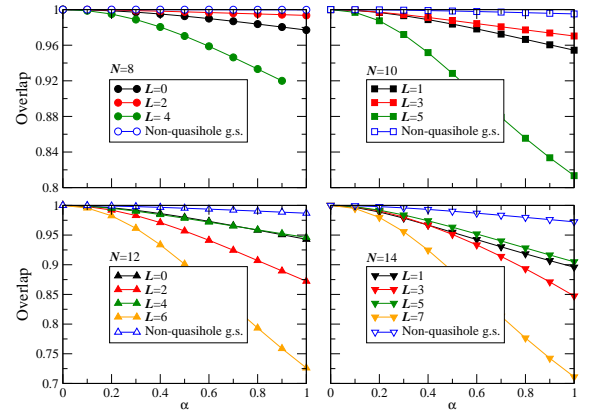 1
0.96
0.92
0.88
0.84
0.8
Overlap
N=8
L=0
L=2
L= 4
Non-quasihole g.s.
N=10
L=1
L=3
L=5
Non-quasihole g.s.
1
0.95
0.9
0.85
0.8
0.75
0.7
Overlap
N=12
L=0
L=2
L=4
L=6
Non-quasihole g.s.
0 0.2 0.4 0.6 0.8 1
α
N=14
L=1
L=3
L=5
L=7
Non-quasihole g.s.
0 0.2 0.4 0.6 0.8 1
α